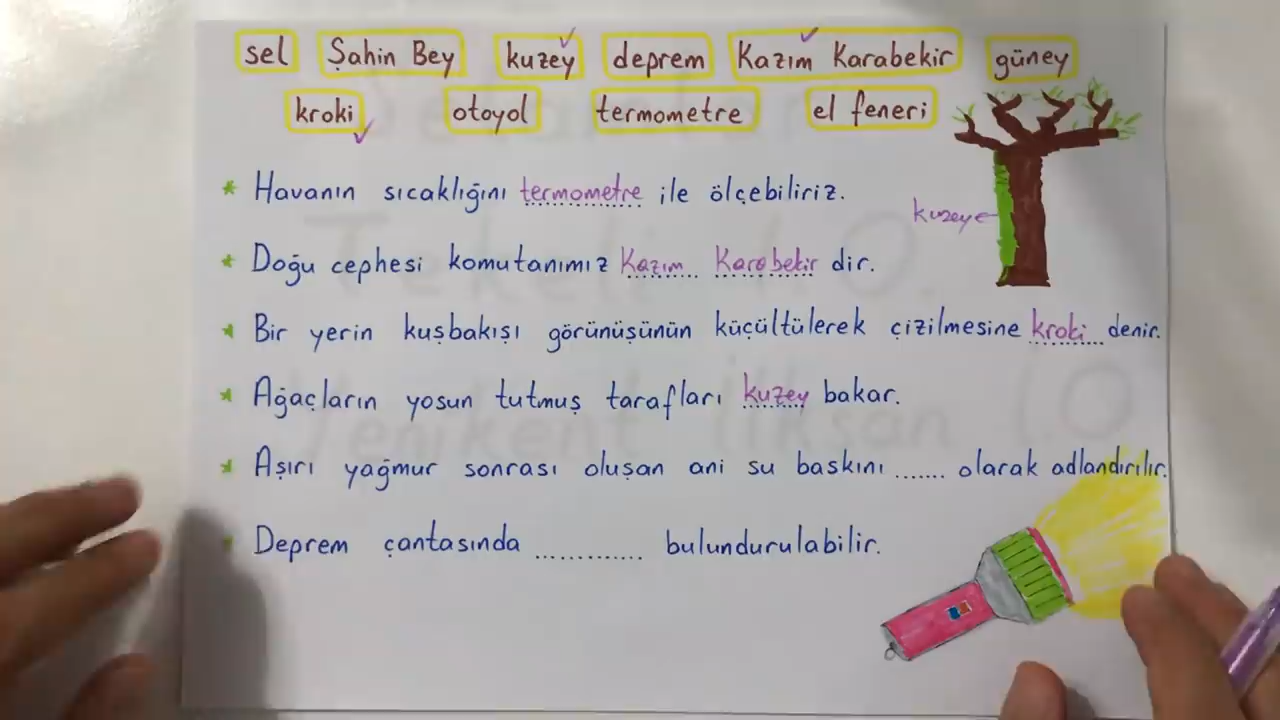 sel Şahin Bey kuzey deprem Kazım Karabekir güney
kroki otoyol termometre el feneri
* Havanın sıcaklığını termometre ile ölçebiliriz.
kuzey
* Doğu cephesi komutanımız Kazım Karabekir dir.
* Bir yerin kuşbakışı görünüşünün küçültülerek çizilmesine kroki denir.
* Ağaçların yosun tutmuş tarafları kuzey bakar.
* Aşırı yağmur sonrası oluşan ani su baskını ....... olarak adlandırılır.
* Deprem çantasında ............ bulundurulabilir.